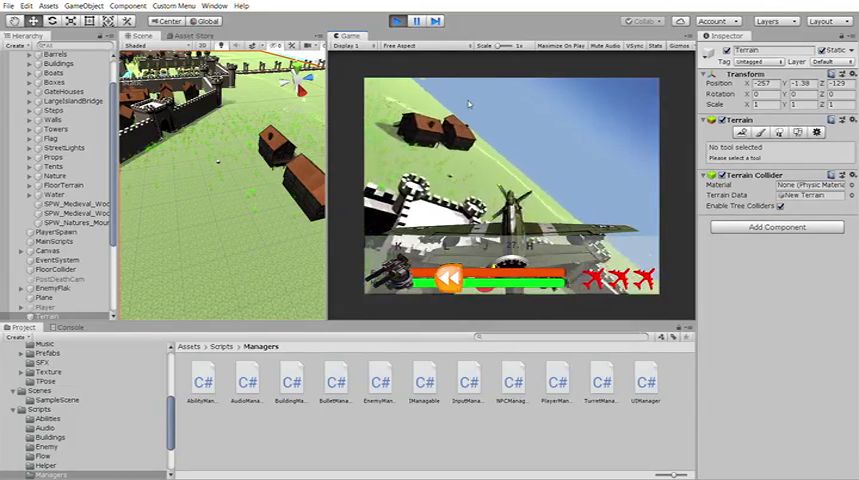 File Edit Assets GameObject Component Custom Menu Window Help
Center Global Collab Account Layers Layout
Hierarchy
Create All
Barrels
Buildings
Boats
Boxes
GateHouses
LargeIslandBridge
Steps
Walls
Towers
Flag
StreetLights
Props
Tents
Nature
FloorTerrain
Water
SPW_Medieval_Woo
SPW_Medieval_Woo
SPW_Natures_Mour
PlayerSpawn
MainScripts
Canvas
EventSystem
FloorCollider
PostDeathCam
EnemyFlak
Plane
Player
Terrain
Scene Asset Store
Shaded 2D
Game
Display 1 Free Aspect Scale 1x Maximize On Play Mute Audio VSync Stats Gizmos
K L J 27. H
Inspector
Terrain Static
Tag Untagged Layer Default
Transform
Position X -257 Y -1.38 Z -129
Rotation X 0 Y 0 Z 0
Scale X 1 Y 1 Z 1
Terrain
No tool selected
Please select a tool
Terrain Collider
Material None (Physic Material
Terrain Data New Terrain
Enable Tree Colliders
Add Component
Project Console
Create
Music
Prefabs
SFX
Texture
TPose
Scenes
SampleScene
Scripts
Abilities
Audio
Buildings
Enemy
Flow
Helper
Managers
Assets Scripts Managers
C# C# C# C# C# C# C# C# C# C# C#
AbilityMan... AudioMana... BuildingMa... BulletMana... EnemyMan... IManagable InputMana... NPCManag... PlayerMan... TurretMana... UIManager